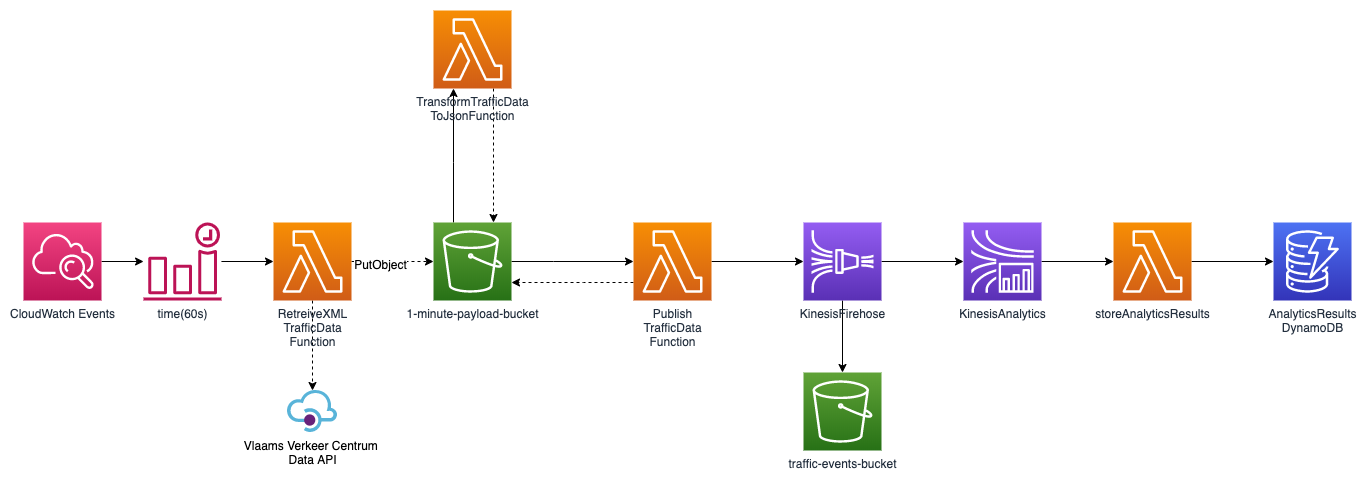 TransformTrafficData
ToJsonFunction
PutObject
CloudWatch Events
time(60s)
RetreiveXML
TrafficData
Function
1-minute-payload-bucket
Publish
TrafficData
Function
KinesisFirehose
KinesisAnalytics
storeAnalyticsResults
AnalyticsResults
DynamoDB
Vlaams Verkeer Centrum
Data API
traffic-events-bucket